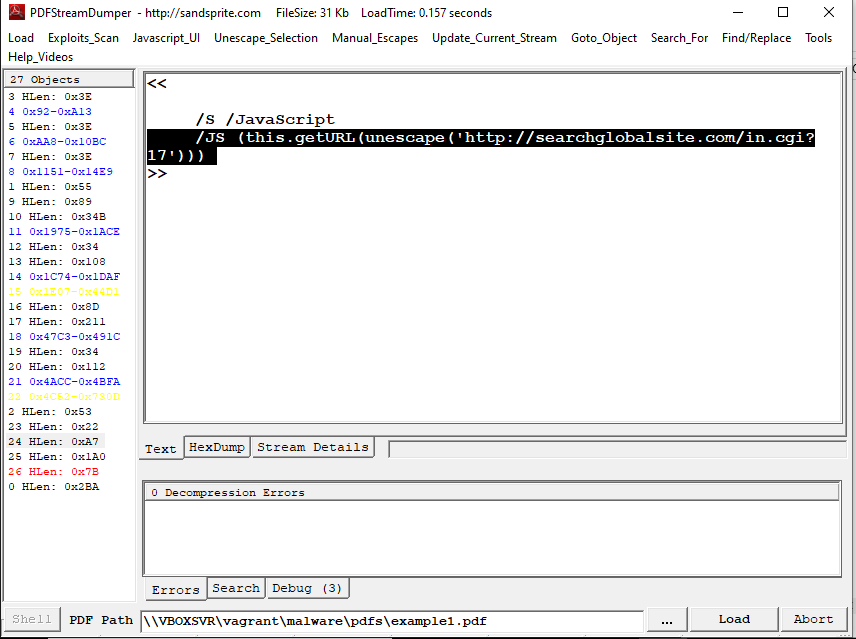 PDFStreamDumper - http://sandsprite.com FileSize: 31 Kb LoadTime: 0.157 seconds
Load Exploits_Scan Javascript_UI Unescape_Selection Manual_Escapes Update_Current_Stream Goto_Object Search_For Find/Replace Tools
Help_Videos
27 Objects
3 HLen: 0x3E
4 0x92-0xA13
5 HLen: 0x3E
6 0xAA8-0x10BC
7 HLen: 0x3E
8 0x1151-0x14E9
1 HLen: 0x55
9 HLen: 0x89
10 HLen: 0x34B
11 0x1975-0x1ACE
12 HLen: 0x34
13 HLen: 0x108
14 0x1C74-0x1DAF
15
16 HLen: 0x8D
17 HLen: 0x211
18 0x47C3-0x491C
19 HLen: 0x34
20 HLen: 0x112
21 0x4ACC-0x4BFA
2 HLen: 0x53
23 HLen: 0x22
24 HLen: 0xA7
25 HLen: 0x1A0
26 HLen: 0x7B
0 HLen: 0x2BA
<<
/S /JavaScript
/JS (this.getURL(unescape('http://searchglobalsite.com/in.cgi?
17')))
>>
Text HexDump Stream Details
0 Decompression Errors
Errors Search Debug (3)
Shell PDF Path \\VBOXSVR\vagrant\malware\pdfs\example1.pdf ... Load Abort